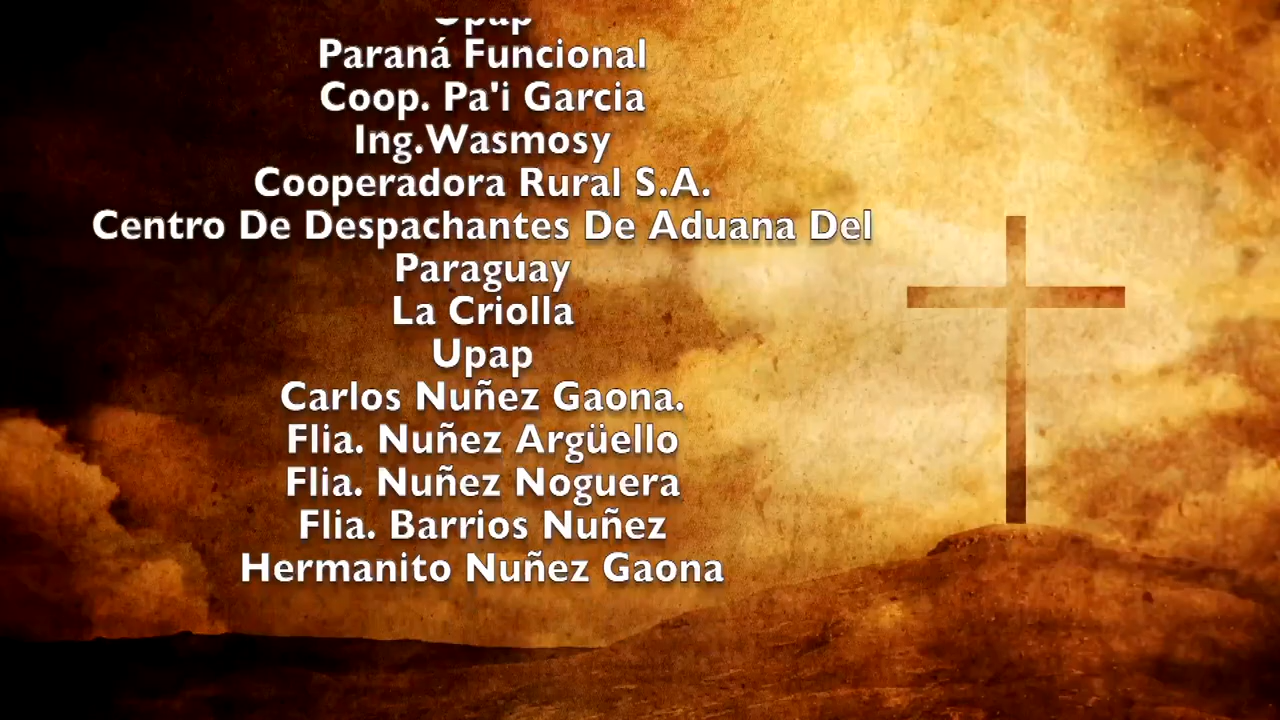 Paraná Funcional
Coop. Pa'i Garcia
Ing.Wasmosy
Cooperadora Rural S.A.
Centro De Despachantes De Aduana Del
Paraguay
La Criolla
Upap
Carlos Nuñez Gaona.
Flia. Nuñez Argüello
Flia. Nuñez Noguera
Flia. Barrios Nuñez
Hermanito Nuñez Gaona